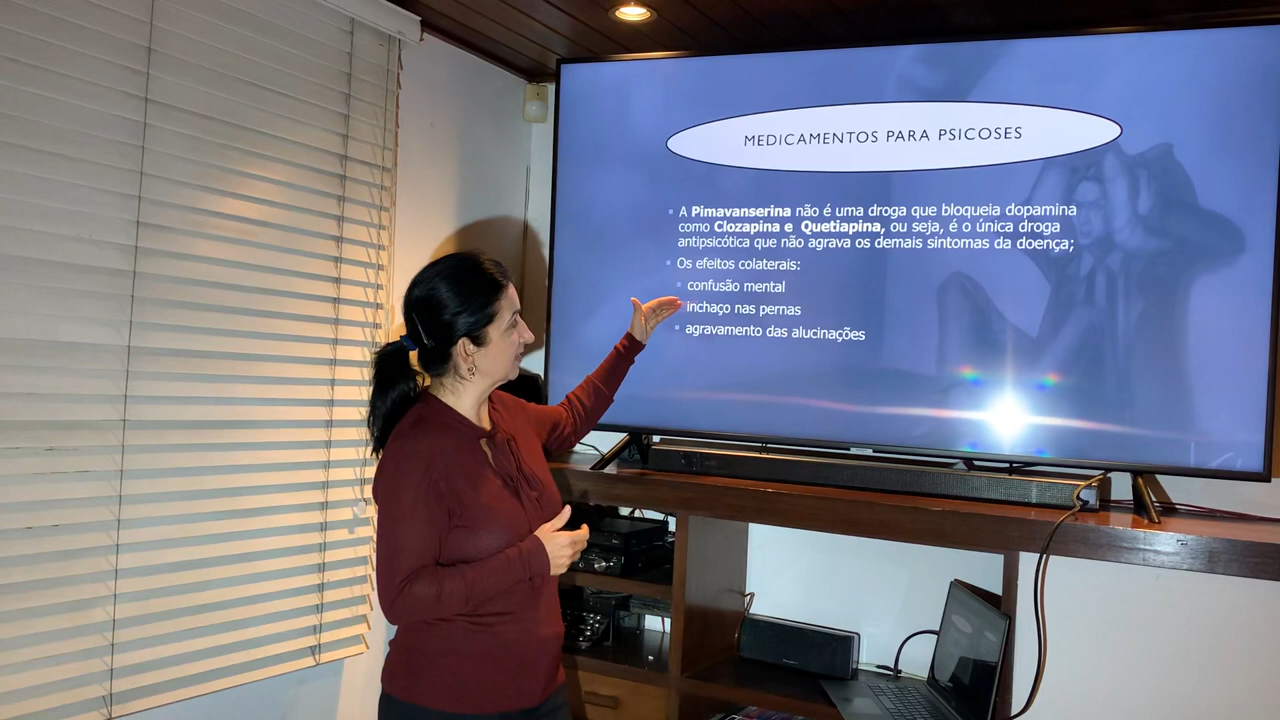 MEDICAMENTOS PARA PSICOSES
A Pimavanserina não é uma droga que bloqueia dopamina
como Clozapina e Quetiapina, ou seja, é o única droga
antipsicótica que não agrava os demais sintomas da doença;
Os efeitos colaterais:
confusão mental
inchaço nas pernas
agravamento das alucinações